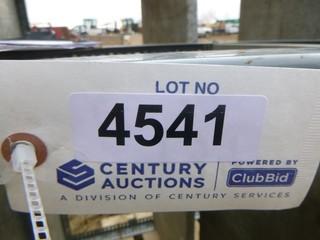 LOT NO
4541
CENTURY AUCTIONS
POWERED BY
ClubBid
A DIVISION OF CENTURY SERVICES